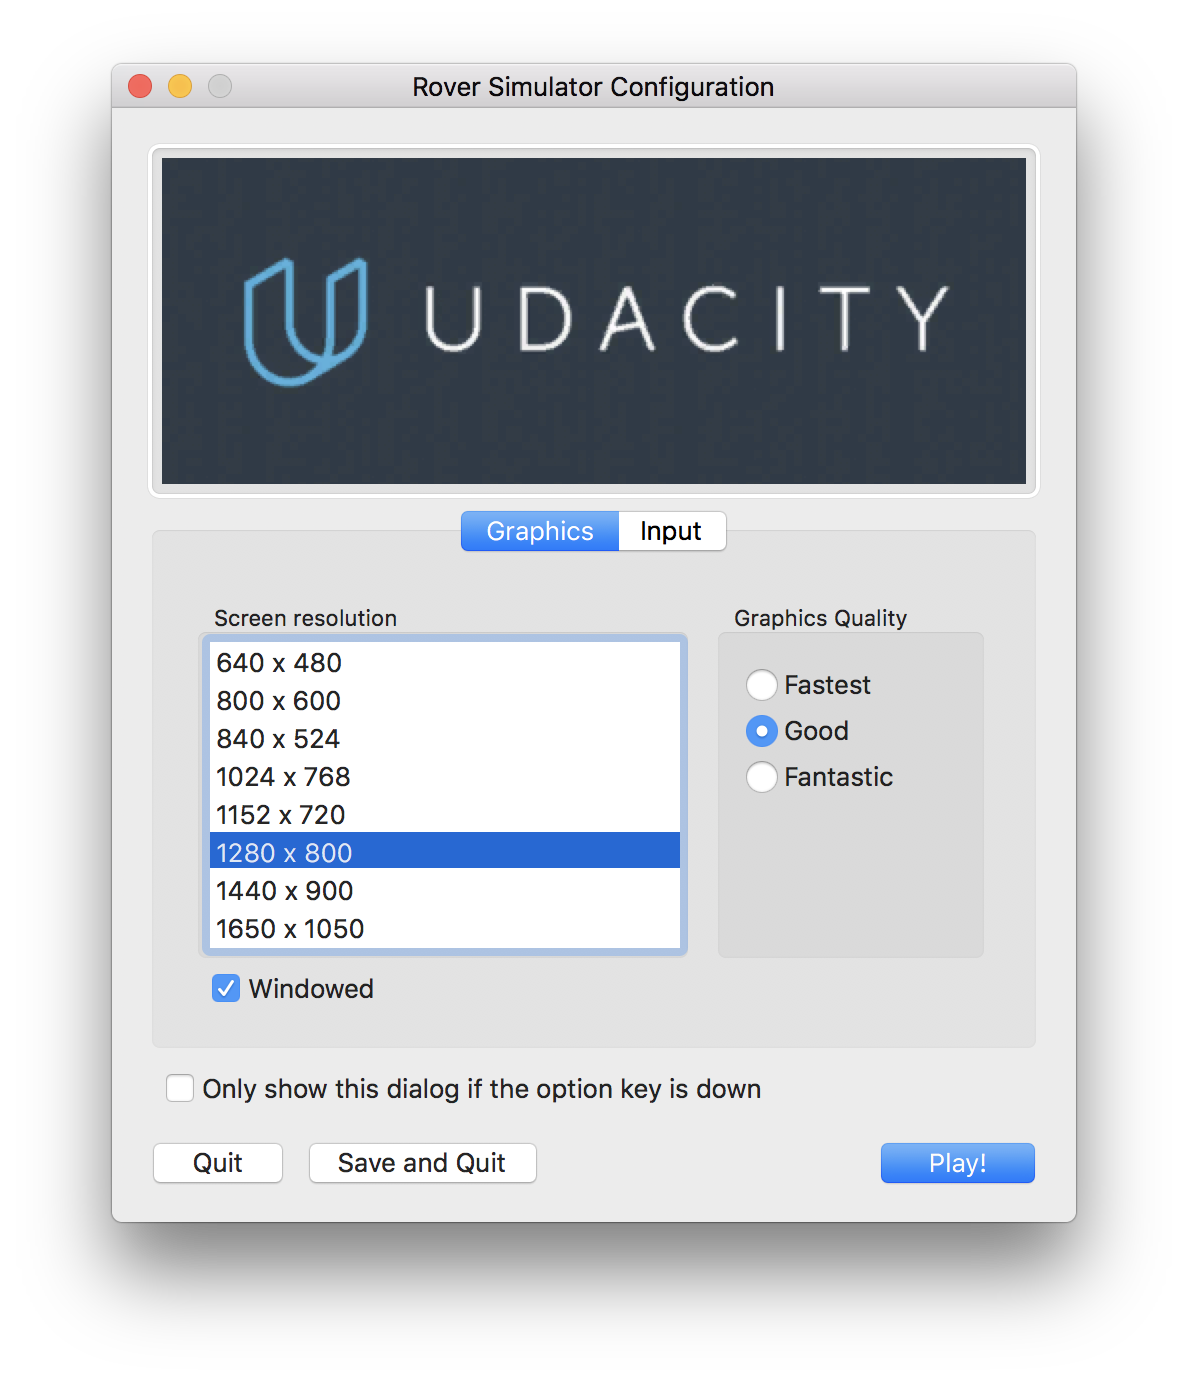 Rover Simulator Configuration
UDACITY
Graphics
Input
Screen resolution
640 x 480
800 x 600
840 x 524
1024 x 768
1152 x 720
1280 x 800
1440 x 900
1650 x 1050
Windowed
Graphics Quality
Fastest
Good
Fantastic
Only show this dialog if the option key is down
Quit
Save and Quit
Play!